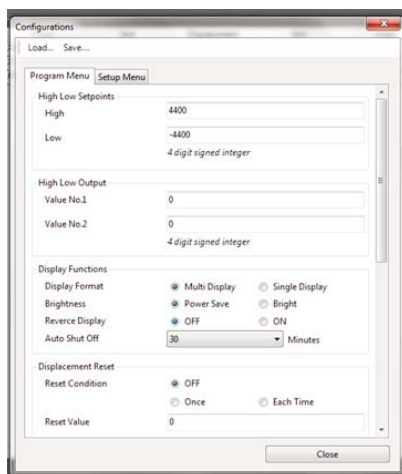 Configurations
Load... Save...
Program Menu Setup Menu
High Low Setpoints
High 4400
Low -4400
4 digit signed integer
High Low Output
Value No.1 0
Value No.2 0
4 digit signed integer
Display Functions
Display Format Multi Display Single Display
Brightness Power Save Bright
Reverce Display OFF ON
Auto Shut Off 30 Minutes
Displacement Reset
Reset Condition OFF
Once Each Time
Reset Value 0
Close